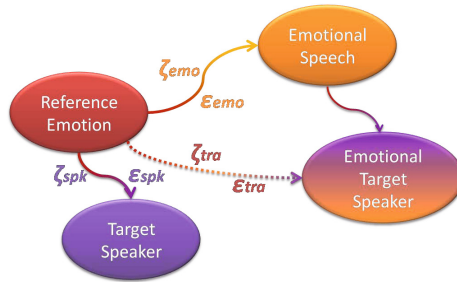 Emotional
Speech
ζemo
εemo
Reference
Emotion
ζtra
εtra
Emotional
Target
Speaker
ζspk
εspk
Target
Speaker